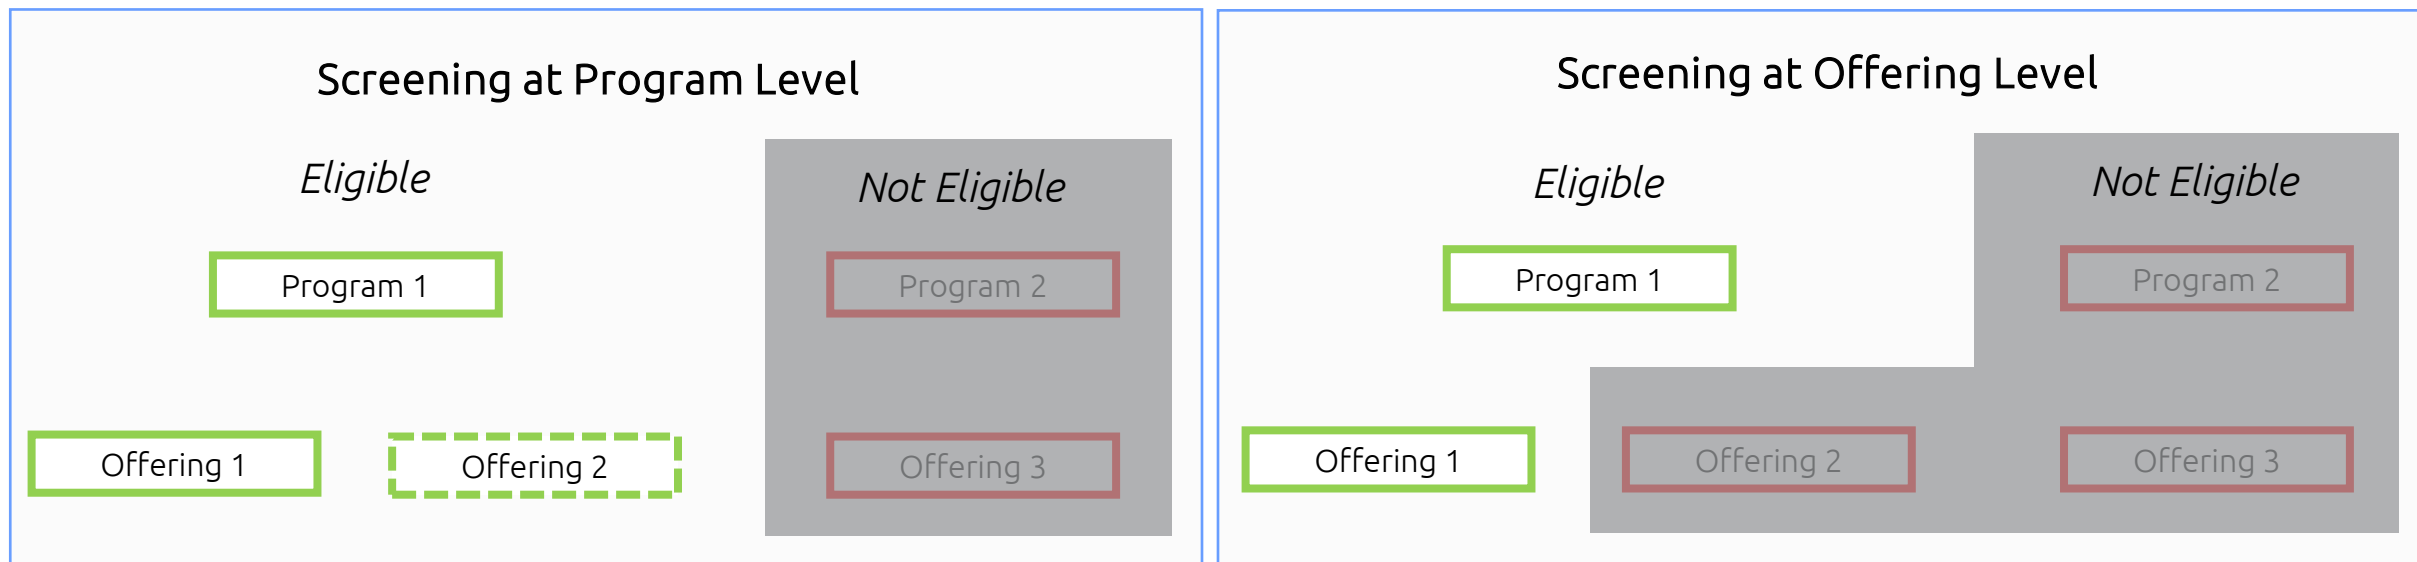 Screening at Program Level
Eligible
Not Eligible
Program 1
Program 2
Offering 1
Offering 2
Offering 3
Screening at Offering Level
Eligible
Not Eligible
Program 1
Program 2
Offering 1
Offering 2
Offering 3